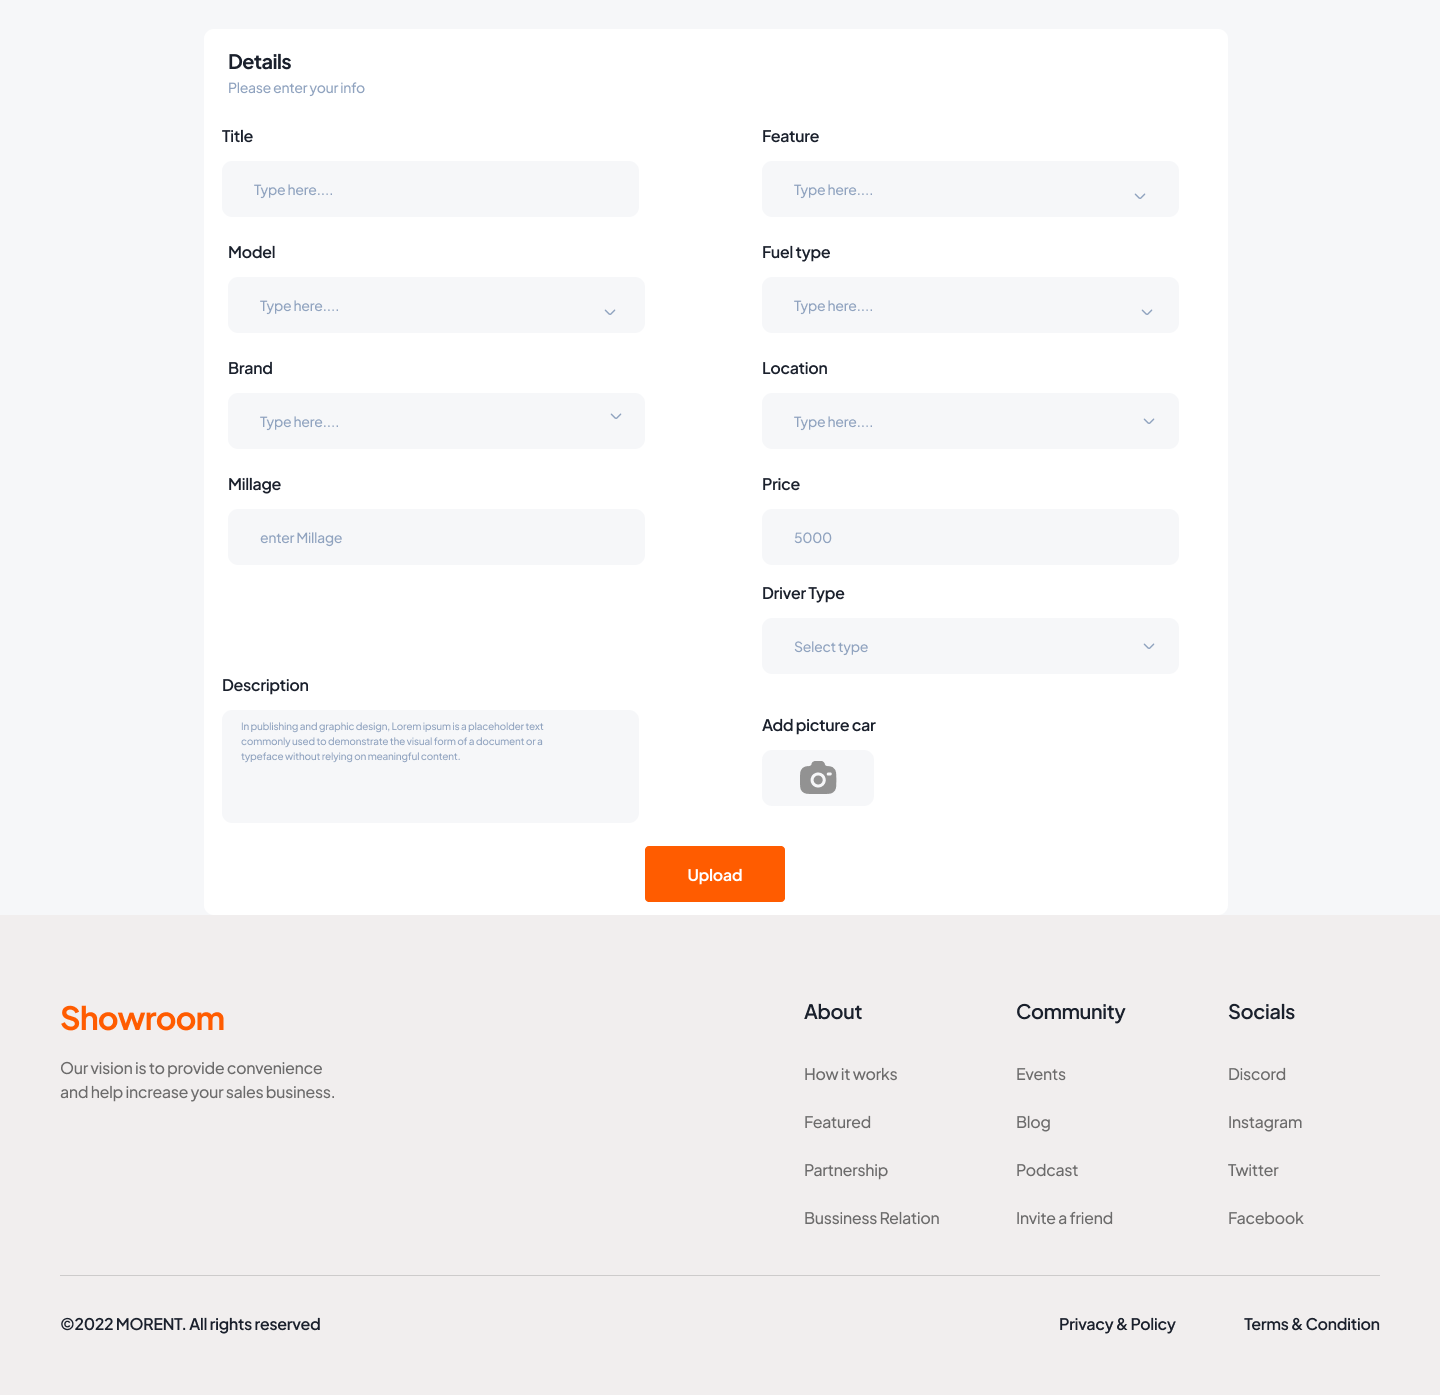 Details
Please enter your info
Title
Feature
Type here....
Type here....
Model
Fuel type
Type here....
Type here....
Brand
Location
Type here....
Type here....
Millage
Price
enter Millage
5000
Driver Type
Select type
Description
In publishing and graphic design, Lorem ipsum is a placeholder text
commonly used to demonstrate the visual form of a document or a
typeface without relying on meaningful content.
Add picture car
Upload
Showroom
Our vision is to provide convenience
and help increase your sales business.
About
How it works
Featured
Partnership
Bussiness Relation
Community
Events
Blog
Podcast
Invite a friend
Socials
Discord
Instagram
Twitter
Facebook
©2022 MORENT. All rights reserved
Privacy & Policy
Terms & Condition